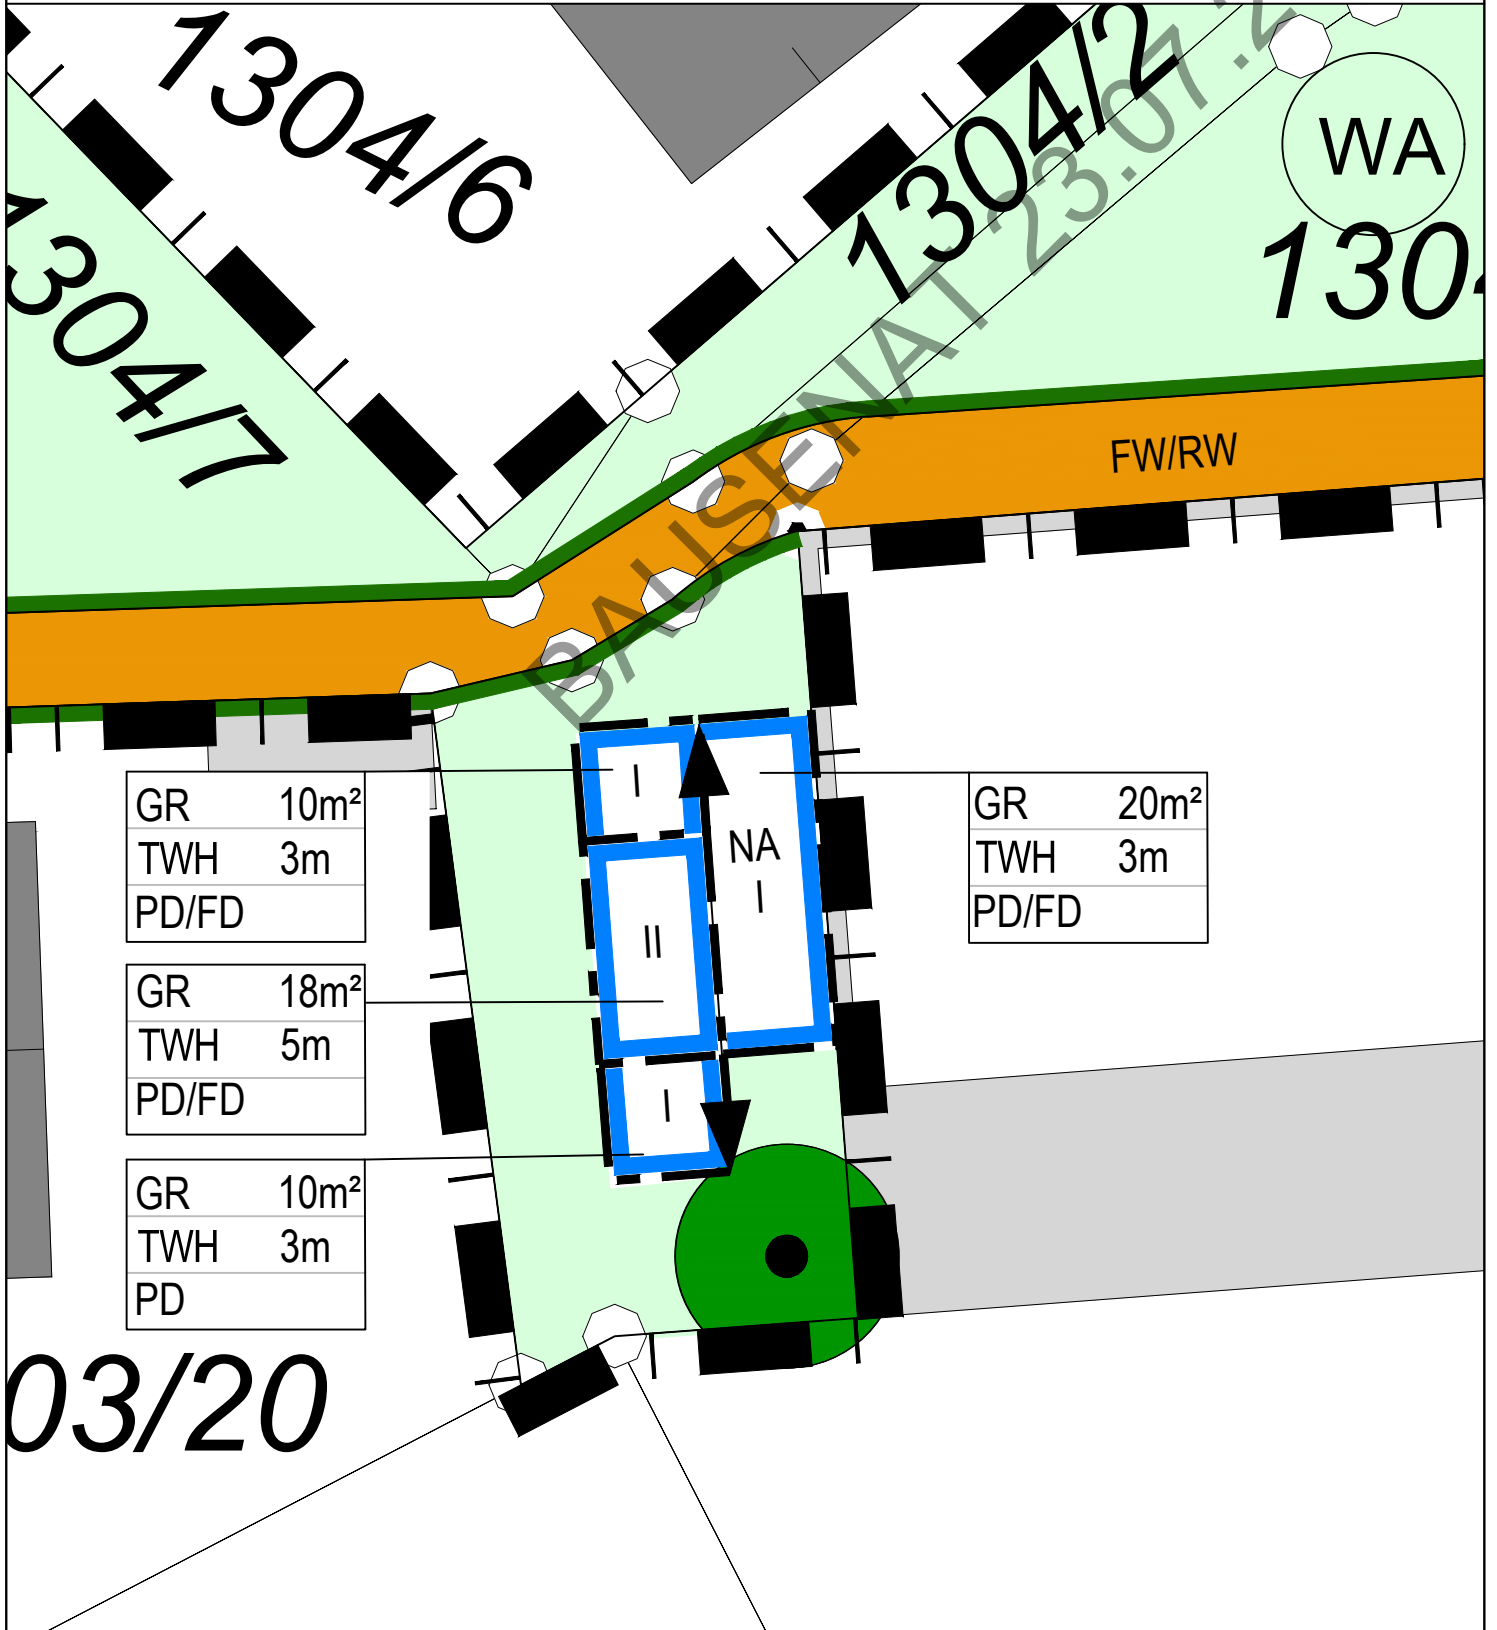 1304/6
1304/2
WA
1304/7
BAUSENAT 23.07.2
FW/RW
GR 10m²
TWH 3m
PD/FD
I
NA
I
GR 20m²
TWH 3m
PD/FD
II
GR 18m²
TWH 5m
PD/FD
I
GR 10m²
TWH 3m
PD
03/20